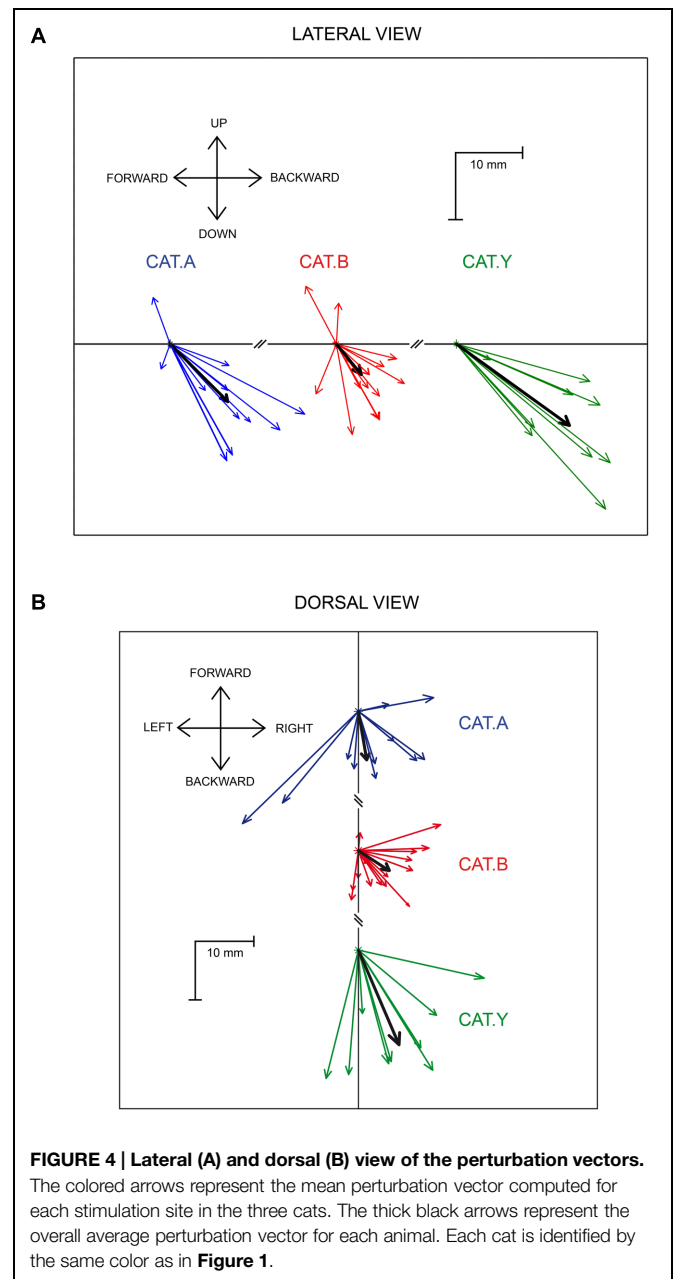 A
LATERAL VIEW
UP
FORWARD
BACKWARD
DOWN
10 mm
CAT.A
CAT.B
CAT.Y
B
DORSAL VIEW
FORWARD
LEFT
RIGHT
BACKWARD
CAT.A
CAT.B
10 mm
CAT.Y
FIGURE 4 | Lateral (A) and dorsal (B) view of the perturbation vectors.
The colored arrows represent the mean perturbation vector computed for
each stimulation site in the three cats. The thick black arrows represent the
overall average perturbation vector for each animal. Each cat is identified by
the same color as in Figure 1.